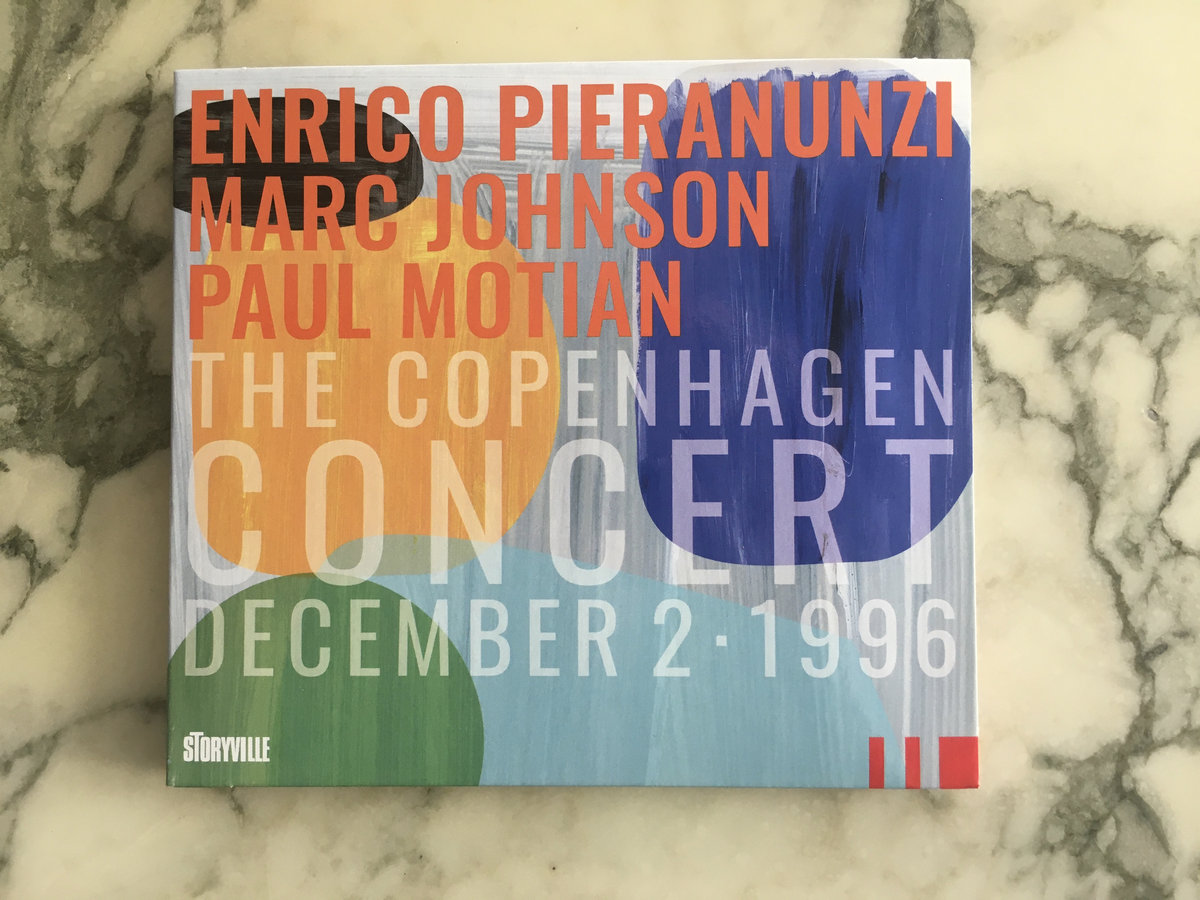 ENRICO PIERANUNZI
MARC JOHNSON
PAUL MOTIAN
THE COPENHAGEN
CONCERT
DECEMBER 2·1996
STORYVILLE